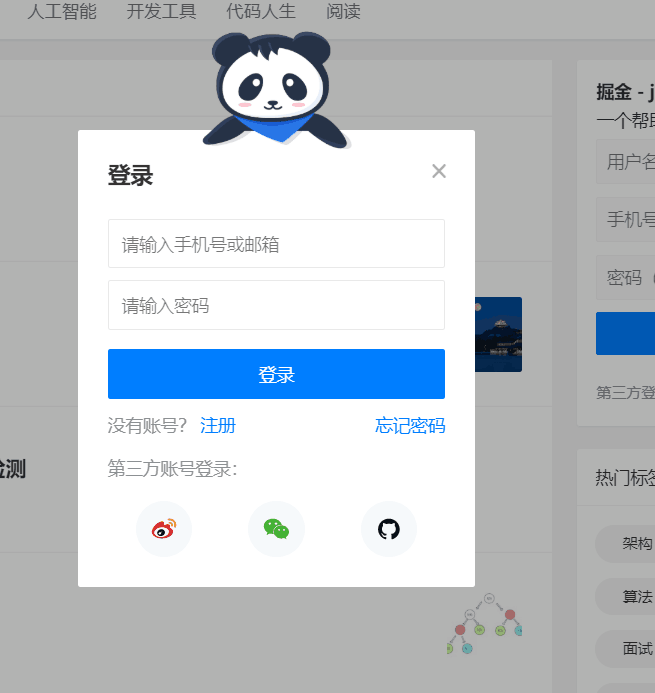 人工智能 开发工具 代码人生 阅读
掘金 - j
一个帮助
用户名
手机号
密码（
第三方登
登录
请输入手机号或邮箱
请输入密码
登录
没有账号? 注册 忘记密码
第三方账号登录:
检测
热门标签
架构
算法
面试